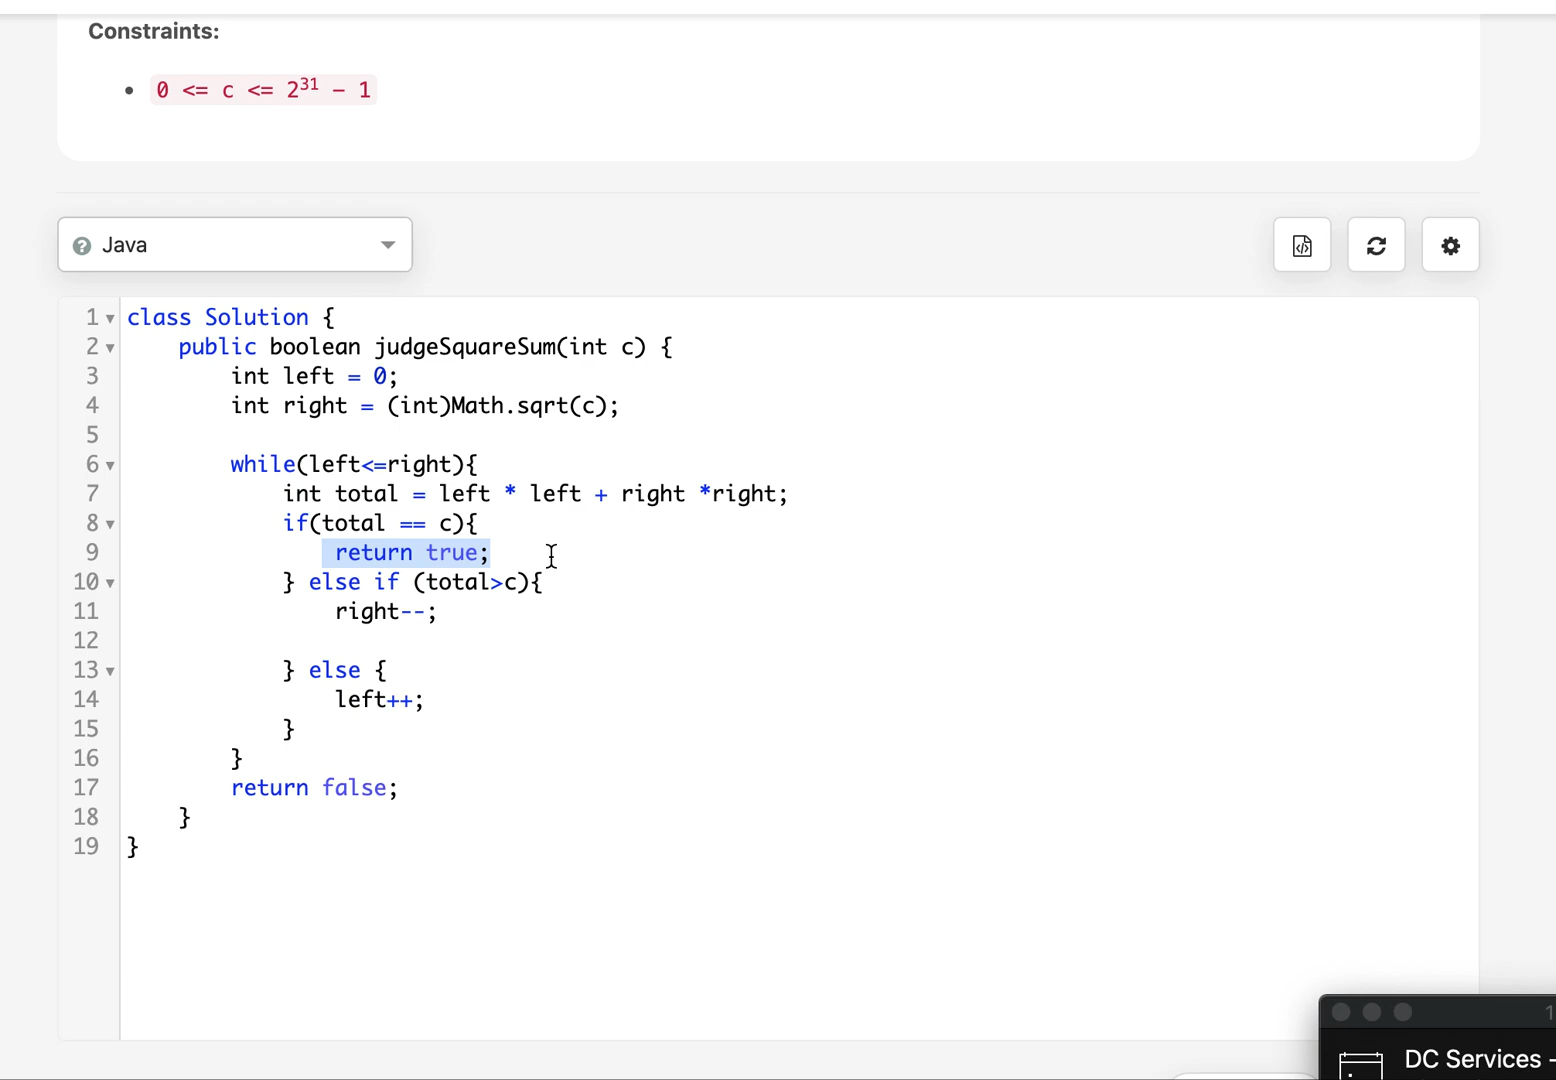 Constraints:
• 0 <= c <= 2³¹ − 1
Java
1 class Solution {
2     public boolean judgeSquareSum(int c) {
3         int left = 0;
4         int right = (int)Math.sqrt(c);
5
6         while(left<=right){
7             int total = left * left + right *right;
8             if(total == c){
9                 return true;
10             } else if (total>c){
11                 right--;
12
13             } else {
14                 left++;
15             }
16         }
17         return false;
18     }
19 }
1
DC Services -